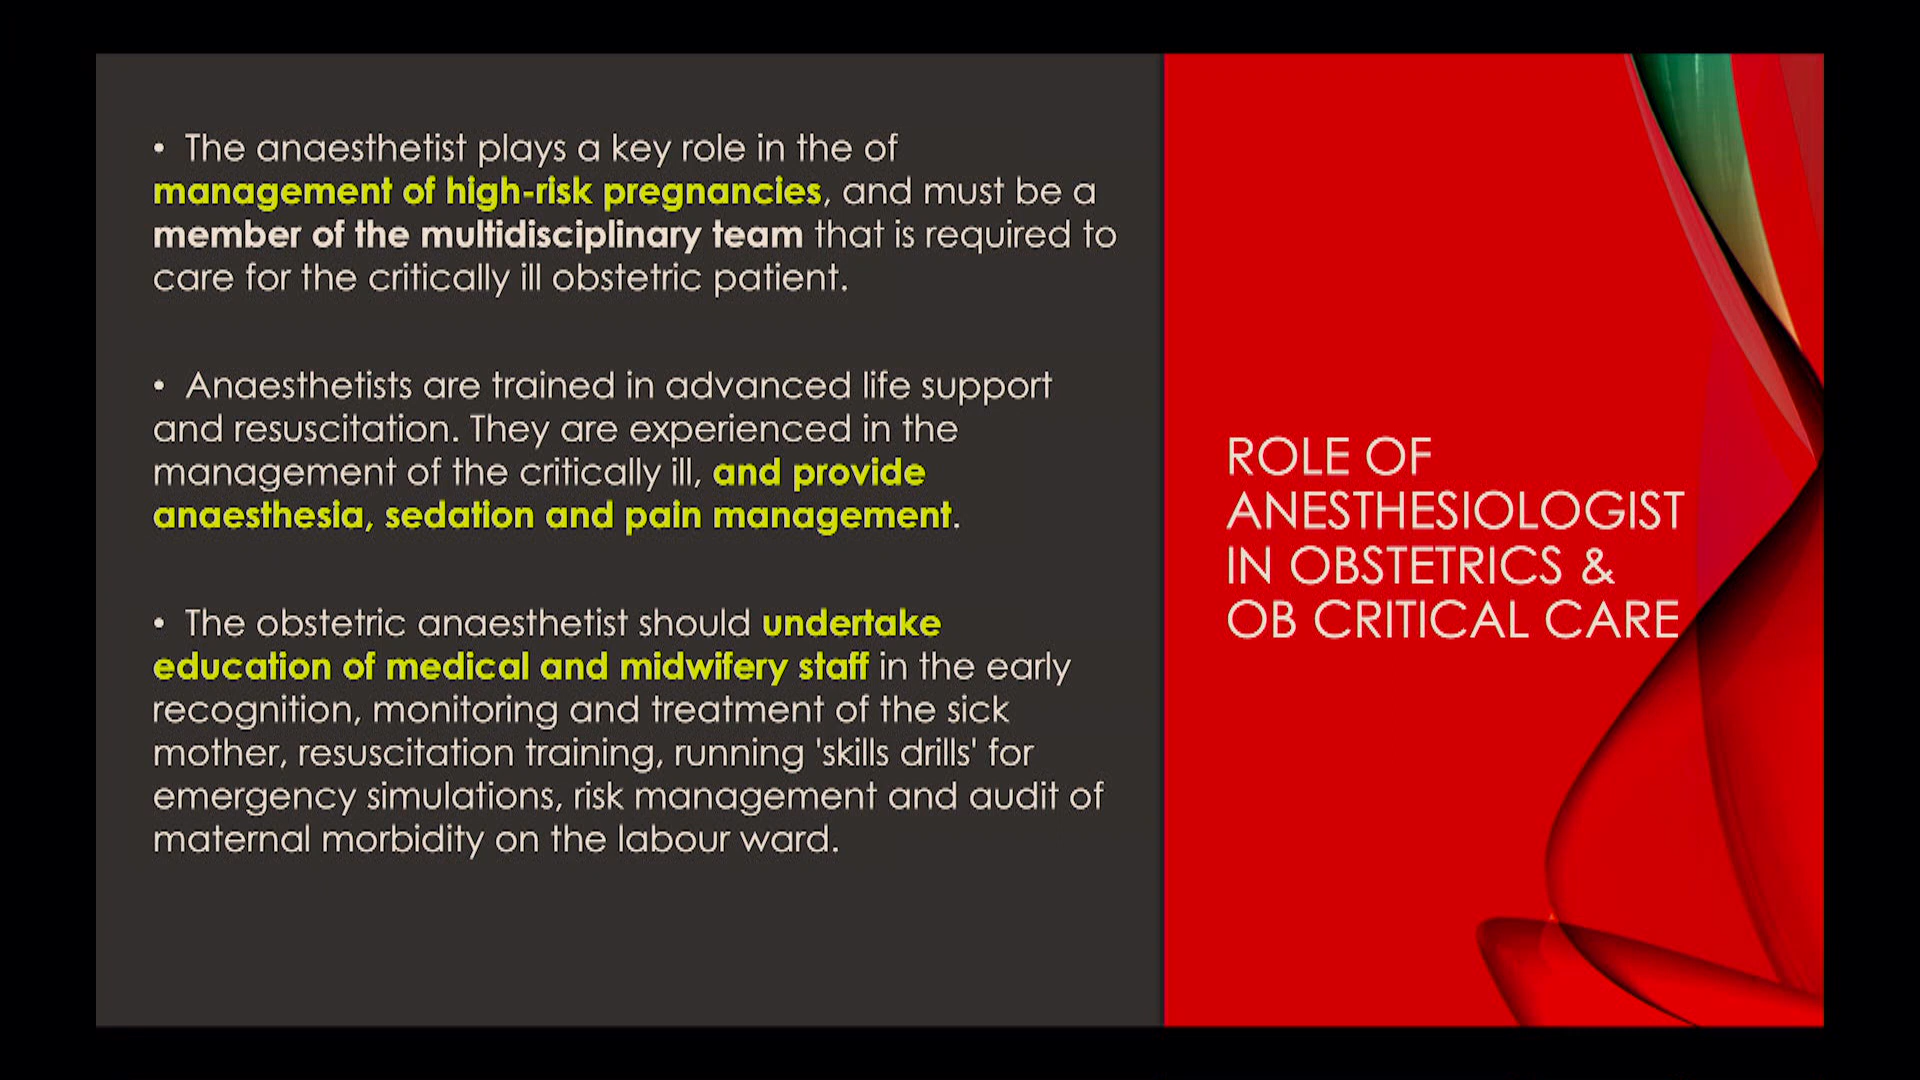 • The anaesthetist plays a key role in the of
management of high-risk pregnancies, and must be a
member of the multidisciplinary team that is required to
care for the critically ill obstetric patient.
• Anaesthetists are trained in advanced life support
and resuscitation. They are experienced in the
management of the critically ill, and provide
anaesthesia, sedation and pain management.
• The obstetric anaesthetist should undertake
education of medical and midwifery staff in the early
recognition, monitoring and treatment of the sick
mother, resuscitation training, running 'skills drills' for
emergency simulations, risk management and audit of
maternal morbidity on the labour ward.
ROLE OF
ANESTHESIOLOGIST
IN OBSTETRICS &
OB CRITICAL CARE